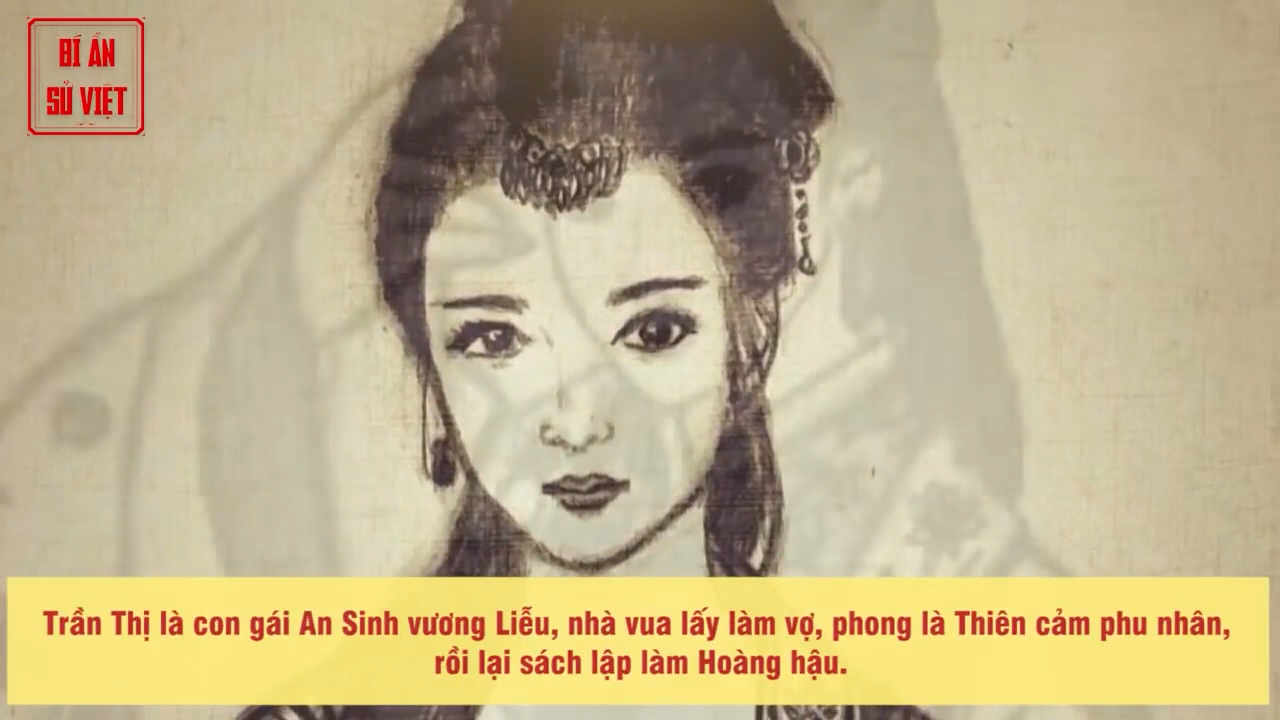 BÍ ẨN
SỬ VIỆT
Trần Thị là con gái An Sinh vương Liễu, nhà vua lấy làm vợ, phong là Thiên cảm phu nhân,
rồi lại sách lập làm Hoàng hậu.